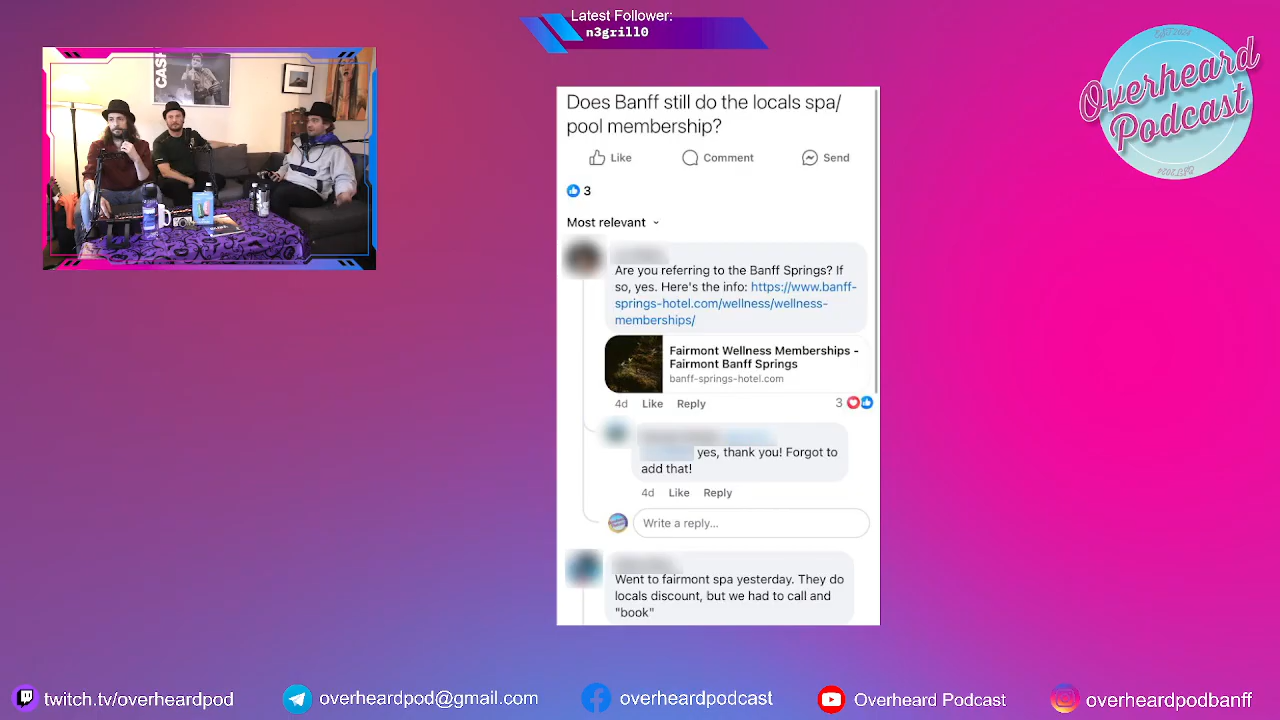 Latest Follower:
n3grill0
CASH
Overheard
Podcast
Does Banff still do the locals spa/
pool membership?
Like
Comment
Send
3
Most relevant
Are you referring to the Banff Springs? If
so, yes. Here's the info: https://www.banff-
springs-hotel.com/wellness/wellness-
memberships/
Fairmont Wellness Memberships -
Fairmont Banff Springs
banff-springs-hotel.com
4d Like Reply
3
yes, thank you! Forgot to
add that!
4d Like Reply
Write a reply...
Went to fairmont spa yesterday. They do
locals discount, but we had to call and
"book"
twitch.tv/overheardpod
overheardpod@gmail.com
overheardpodcast
Overheard Podcast
overheardpodbanff